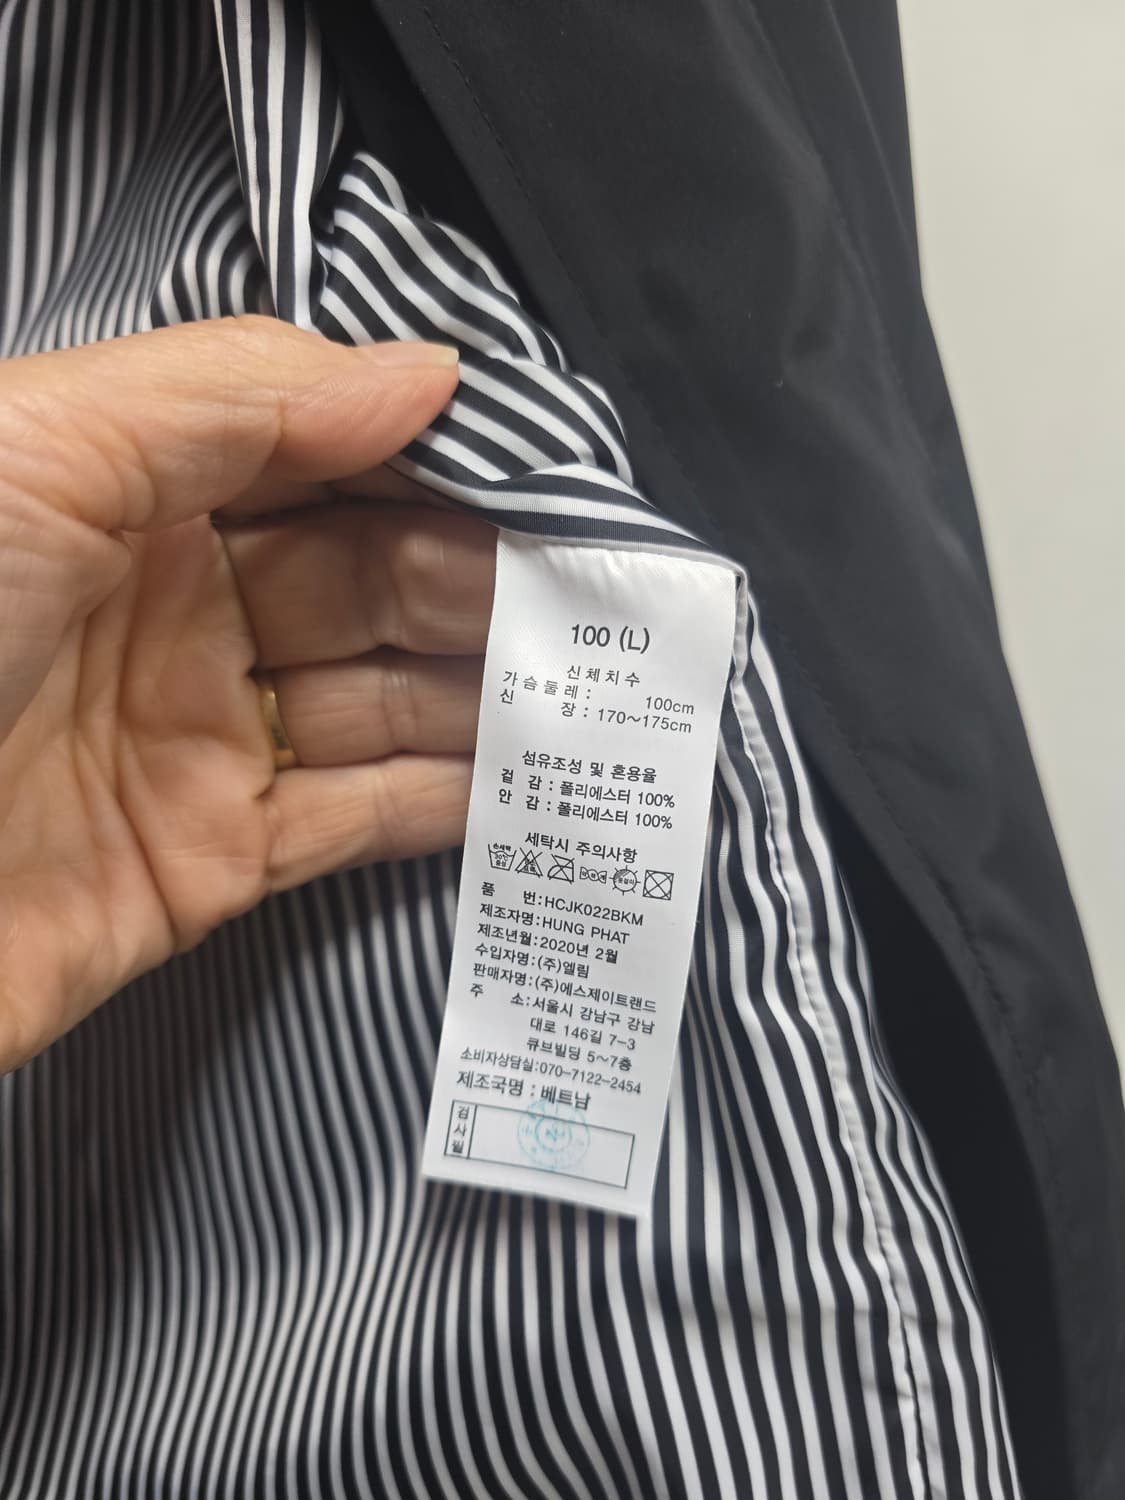 100 (L)
신체치수
가슴둘레 : 100cm
신 장 : 170~175cm
섬유조성 및 혼용율
겉 감 : 폴리에스터 100%
안 감 : 폴리에스터 100%
세탁시 주의사항
손세탁
30℃
중성
품 번:HCJK022BKM
제조자명:HUNG PHAT
제조년월:2020년 2월
수입자명:(주)엘림
판매자명:(주)에스제이트랜드
주 소:서울시 강남구 강남
대로 146길 7-3
큐브빌딩 5~7층
소비자상담실:070-7122-2454
제조국명 : 베트남
검사필